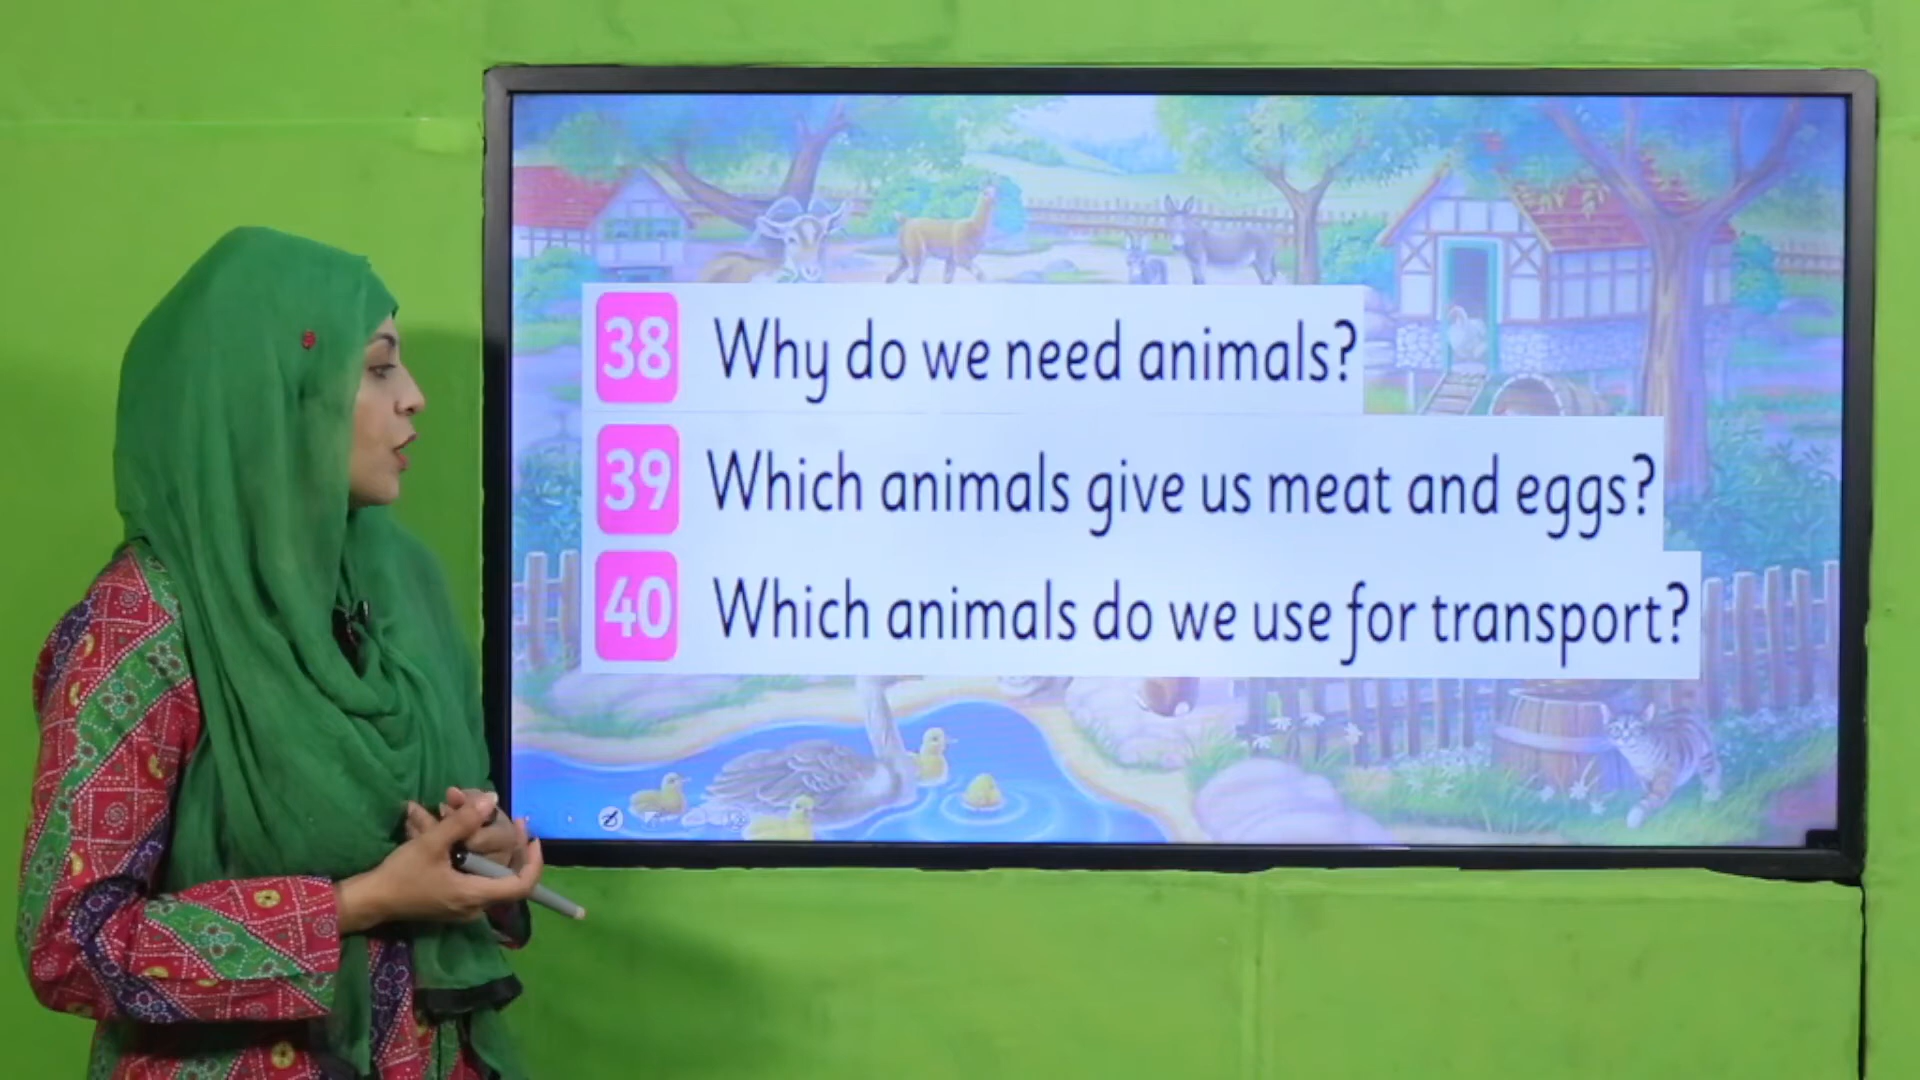 38 Why do we need animals?
39 Which animals give us meat and eggs?
40 Which animals do we use for transport?